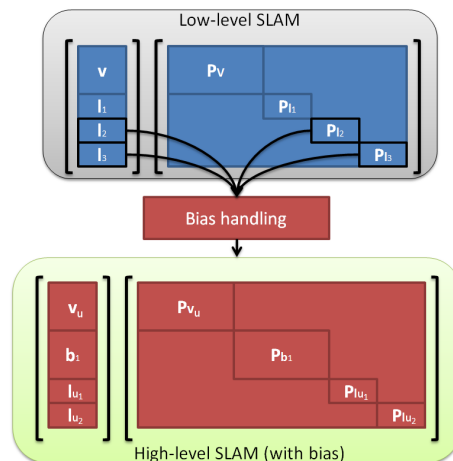 Low-level SLAM
v Pv
l1 Pl1
l2 Pl2
l3 Pl3
Bias handling
vu Pvu
b1 Pb1
lu1 Plu1
lu2 Plu2
High-level SLAM (with bias)